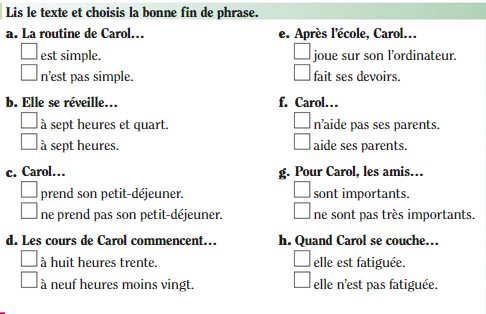 Lis le texte et choisis la bonne fin de phrase.
a. La routine de Carol...
est simple.
n'est pas simple.
b. Elle se réveille...
à sept heures et quart.
à sept heures.
c. Carol...
prend son petit-déjeuner.
ne prend pas son petit-déjeuner.
d. Les cours de Carol commencent...
à huit heures trente.
à neuf heures moins vingt.
e. Après l'école, Carol...
joue sur son l'ordinateur.
fait ses devoirs.
f. Carol...
n'aide pas ses parents.
aide ses parents.
g. Pour Carol, les amis...
sont importants.
ne sont pas très importants.
h. Quand Carol se couche...
elle est fatiguée.
elle n'est pas fatiguée.